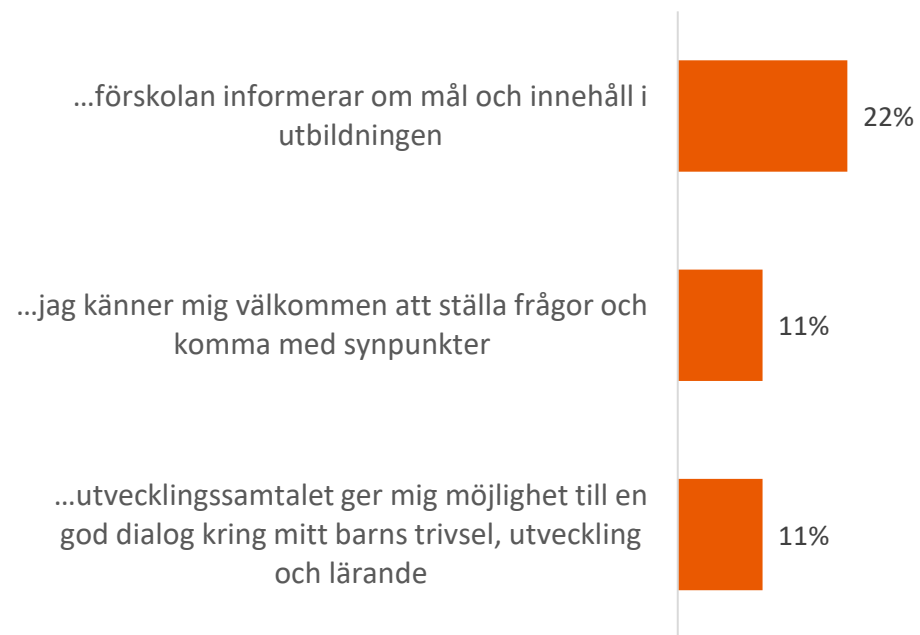 …förskolan informerar om mål och innehåll i
utbildningen
22%
…jag känner mig välkommen att ställa frågor och
komma med synpunkter
11%
…utvecklingssamtalet ger mig möjlighet till en
god dialog kring mitt barns trivsel, utveckling
och lärande
11%